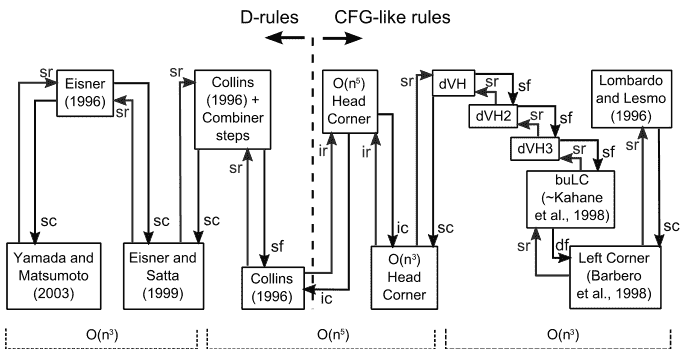 D-rules CFG-like rules
sr
Eisner
(1996)
sr
sc
Yamada and
Matsumoto
(2003)
sc
Eisner and
Satta
(1999)
sr
Collins
(1996) +
Combiner
steps
sc
sr
sf
Collins
(1996)
O(n⁵)
Head
Corner
ir
ir
ic
ic
O(n³)
Head
Corner
sr
sc
dVH
sf
sr
dVH2
sf
sr
dVH3
sf
sr
buLC
(~Kahane
et al., 1998)
sr
df
Lombardo
and Lesmo
(1996)
sr
sc
Left Corner
(Barbero
et al., 1998)
O(n³) O(n⁵) O(n³)